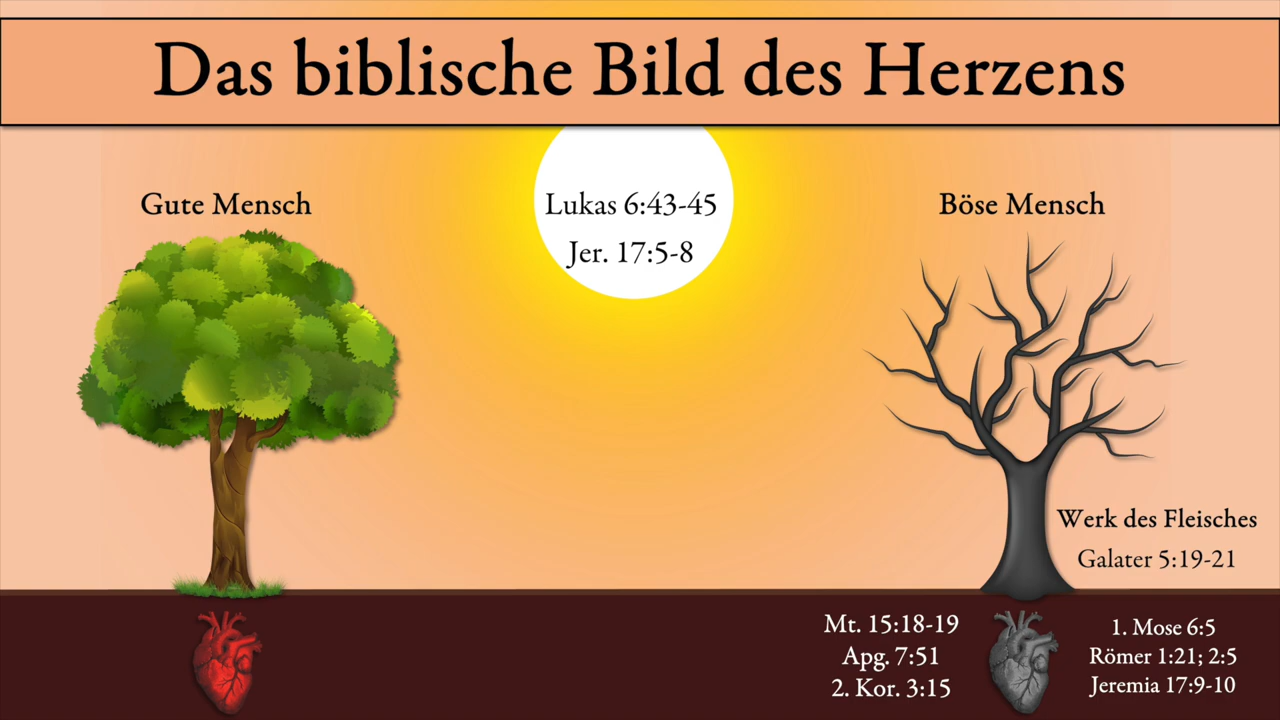 Das biblische Bild des Herzens
Gute Mensch
Lukas 6:43-45
Jer. 17:5-8
Böse Mensch
Werk des Fleisches
Galater 5:19-21
Mt. 15:18-19
Apg. 7:51
2. Kor. 3:15
1. Mose 6:5
Römer 1:21; 2:5
Jeremia 17:9-10